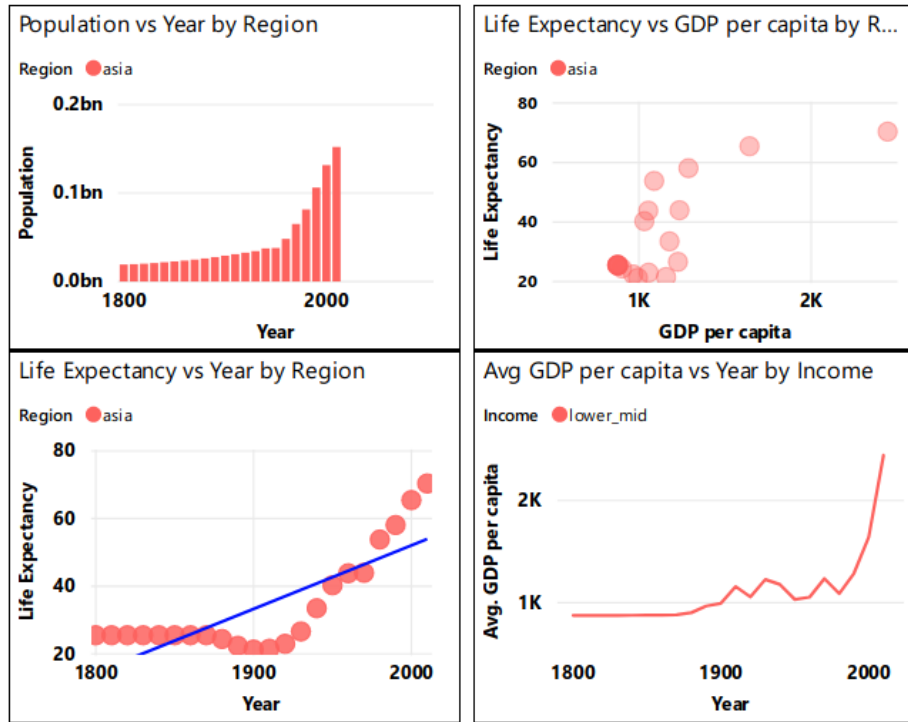 Population vs Year by Region
Region asia
0.2bn
0.1bn
0.0bn
Population
1800
2000
Year
Life Expectancy vs GDP per capita by R...
Region asia
80
60
40
20
Life Expectancy
1K
2K
GDP per capita
Life Expectancy vs Year by Region
Region asia
80
60
40
20
Life Expectancy
1800
1900
2000
Year
Avg GDP per capita vs Year by Income
Income lower_mid
2K
1K
Avg. GDP per capita
1800
1900
2000
Year